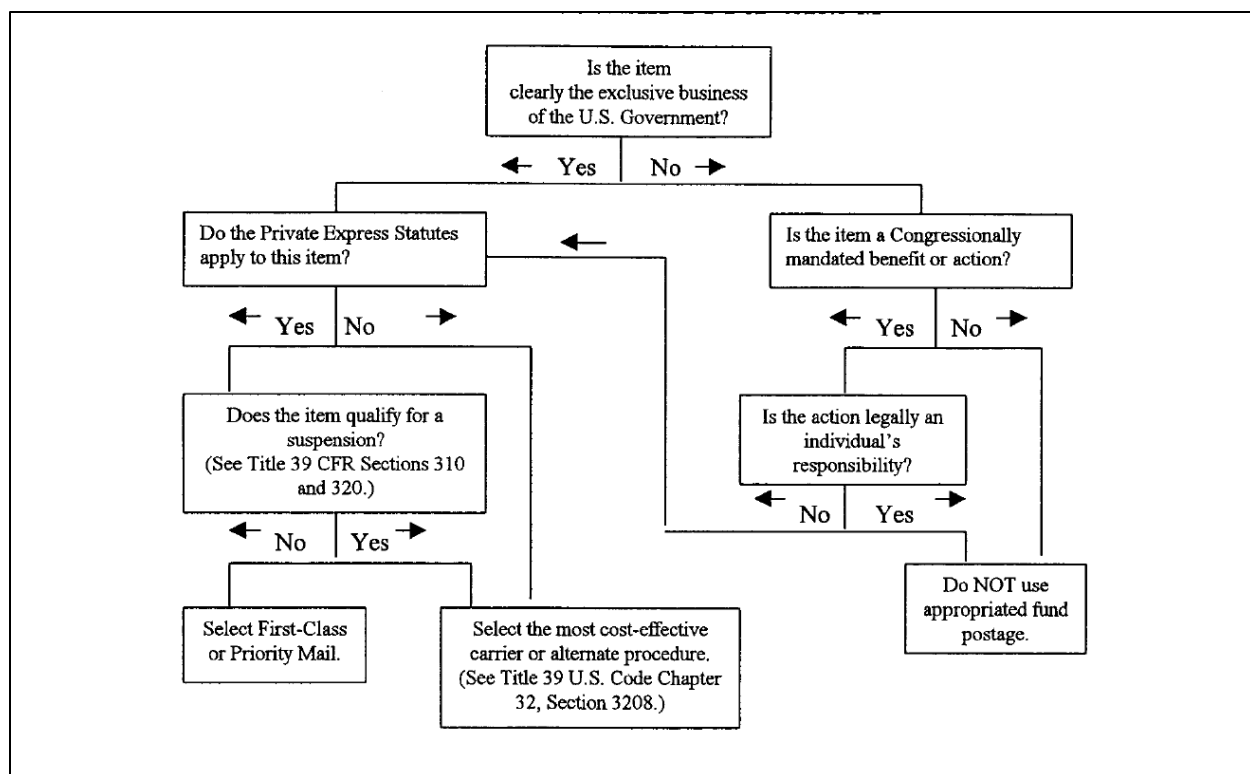 Is the item
clearly the exclusive business
of the U.S. Government?
Yes
No
Do the Private Express Statutes
apply to this item?
Is the item a Congressionally
mandated benefit or action?
Yes
No
Yes
No
Does the item qualify for a
suspension?
(See Title 39 CFR Sections 310
and 320.)
Is the action legally an
individual’s
responsibility?
No
Yes
No
Yes
Select First-Class
or Priority Mail.
Select the most cost-effective
carrier or alternate procedure.
(See Title 39 U.S. Code Chapter
32, Section 3208.)
Do NOT use
appropriated fund
postage.